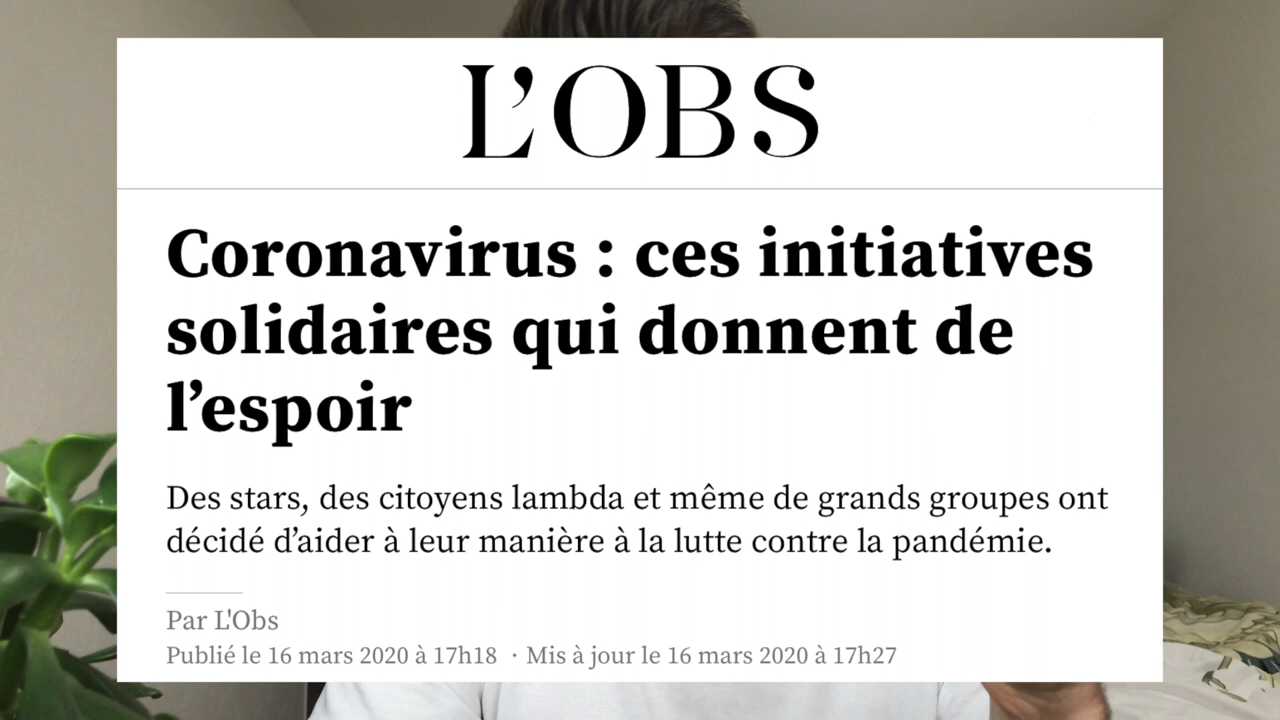 L'OBS
Coronavirus : ces initiatives
solidaires qui donnent de
l’espoir
Des stars, des citoyens lambda et même de grands groupes ont
décidé d’aider à leur manière à la lutte contre la pandémie.
Par L'Obs
Publié le 16 mars 2020 à 17h18 · Mis à jour le 16 mars 2020 à 17h27